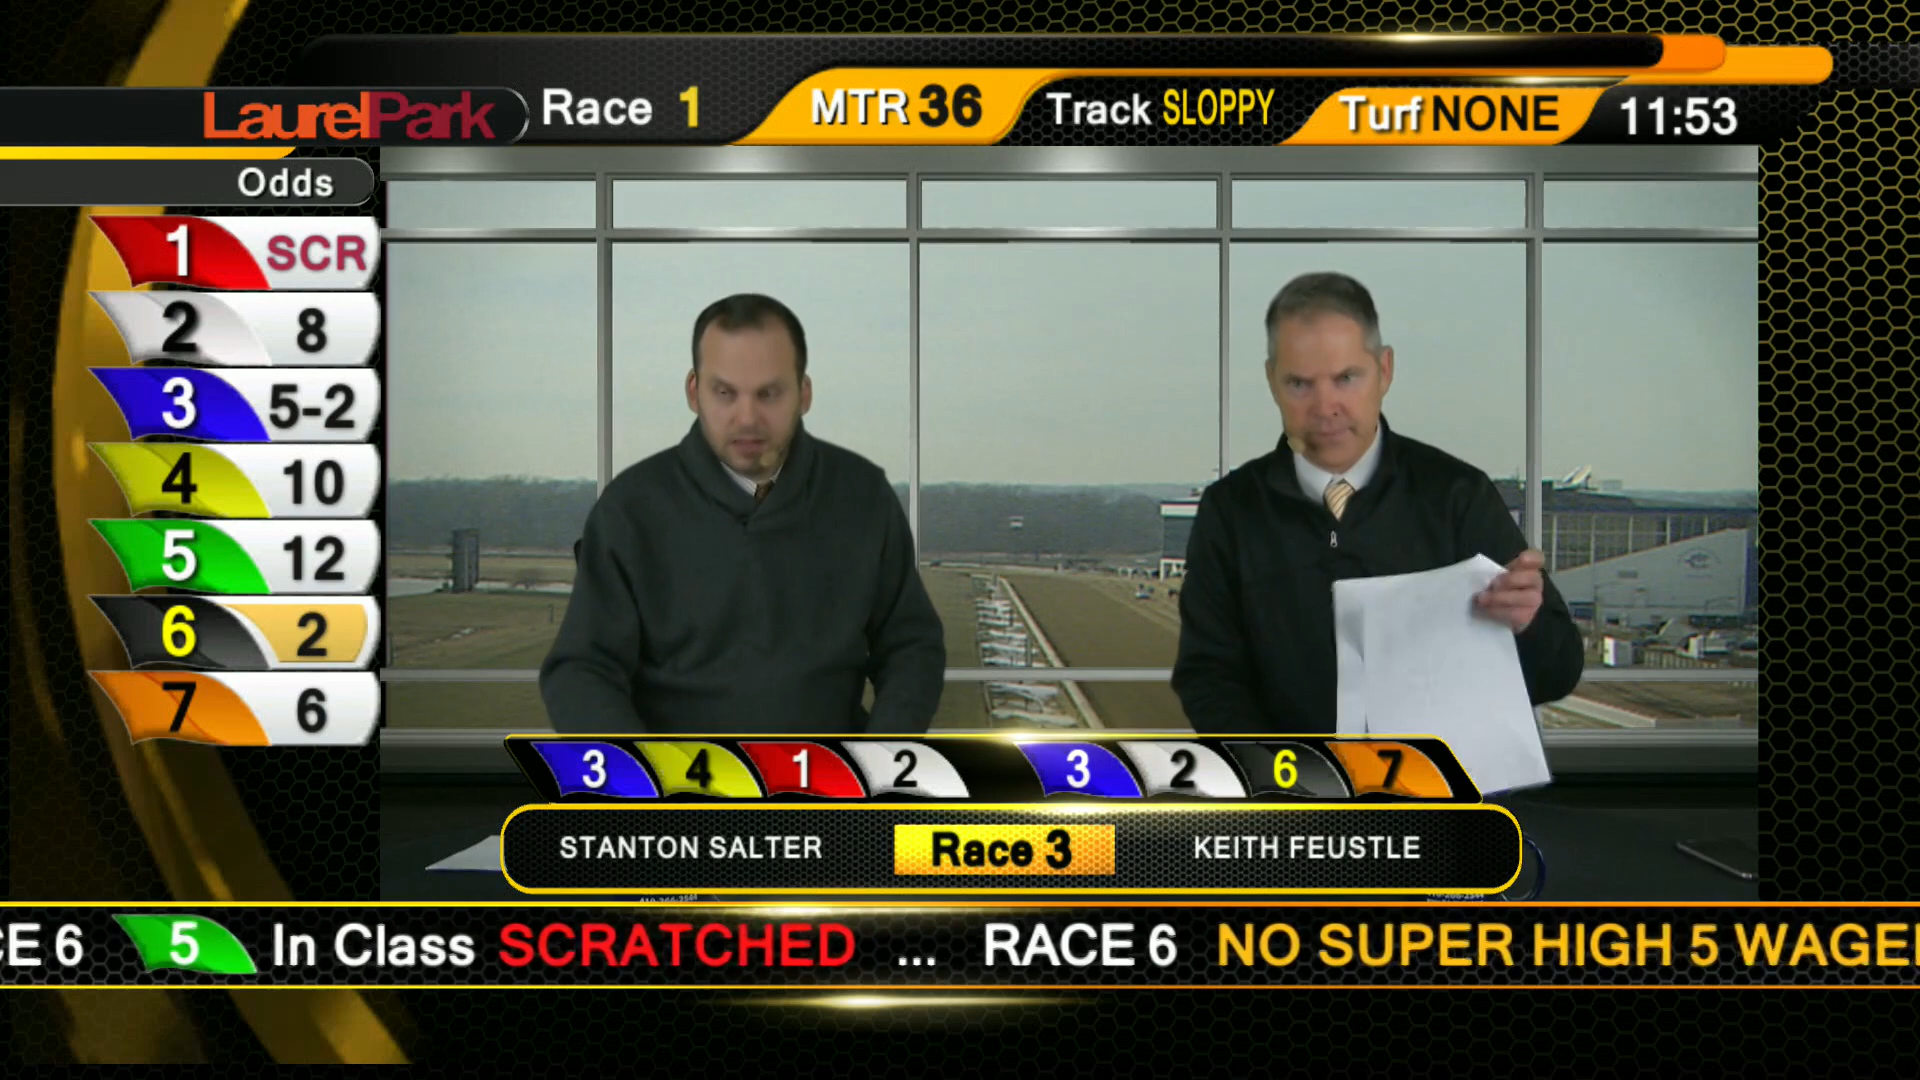 LaurelPark Race 1 MTR 36 Track SLOPPY Turf NONE 11:53
Odds
1 SCR
2 8
3 5-2
4 10
5 12
6 2
7 6
3 4 1 2 3 2 6 7
STANTON SALTER Race 3 KEITH FEUSTLE
CE 6 5 In Class SCRATCHED ... RACE 6 NO SUPER HIGH 5 WAGE